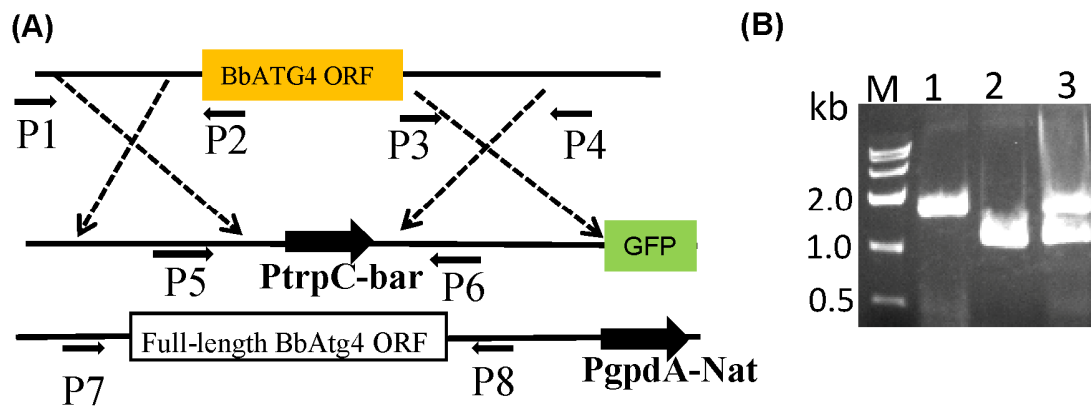 (A)
BbATG4 ORF
P1
P2
P3
P4
GFP
P5
PtrpC-bar
P6
Full-length BbAtg4 ORF
P7
P8
PgpdA-Nat
(B)
kb M 1 2 3
2.0
1.0
0.5